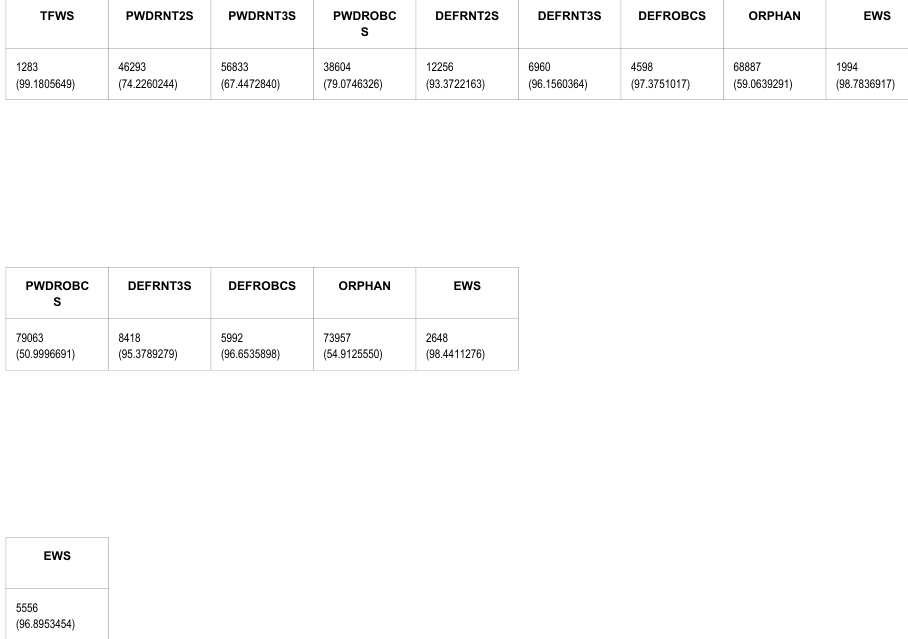 TFWS PWDRNT2S PWDRNT3S PWDROBC DEFRNT2S DEFRNT3S DEFROBCS ORPHAN EWS
S
1283 46293 56833 38604 12256 6960 4598 68887 1994
(99.1805649) (74.2260244) (67.4472840) (79.0746326) (93.3722163) (96.1560364) (97.3751017) (59.0639291) (98.7836917)
PWDROBC DEFRNT3S DEFROBCS ORPHAN EWS
S
79063 8418 5992 73957 2648
(50.9996691) (95.3789279) (96.6535898) (54.9125550) (98.4411276)
EWS
5556
(96.8953454)